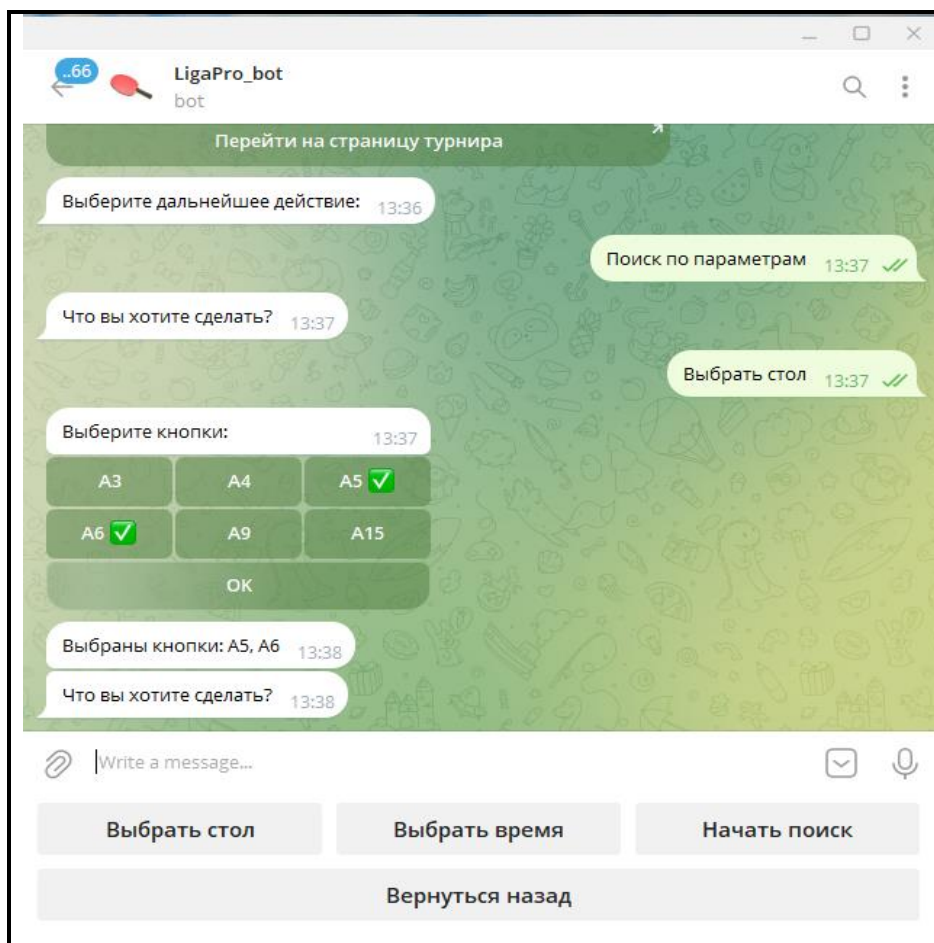 ..66
LigaPro_bot
bot
Перейти на страницу турнира
Выберите дальнейшее действие: 13:36
Поиск по параметрам 13:37
Что вы хотите сделать? 13:37
Выбрать стол 13:37
Выберите кнопки: 13:37
A3 A4 A5 ✅
A6 ✅ A9 A15
OK
Выбраны кнопки: A5, A6 13:38
Что вы хотите сделать? 13:38
Write a message...
Выбрать стол Выбрать время Начать поиск
Вернуться назад